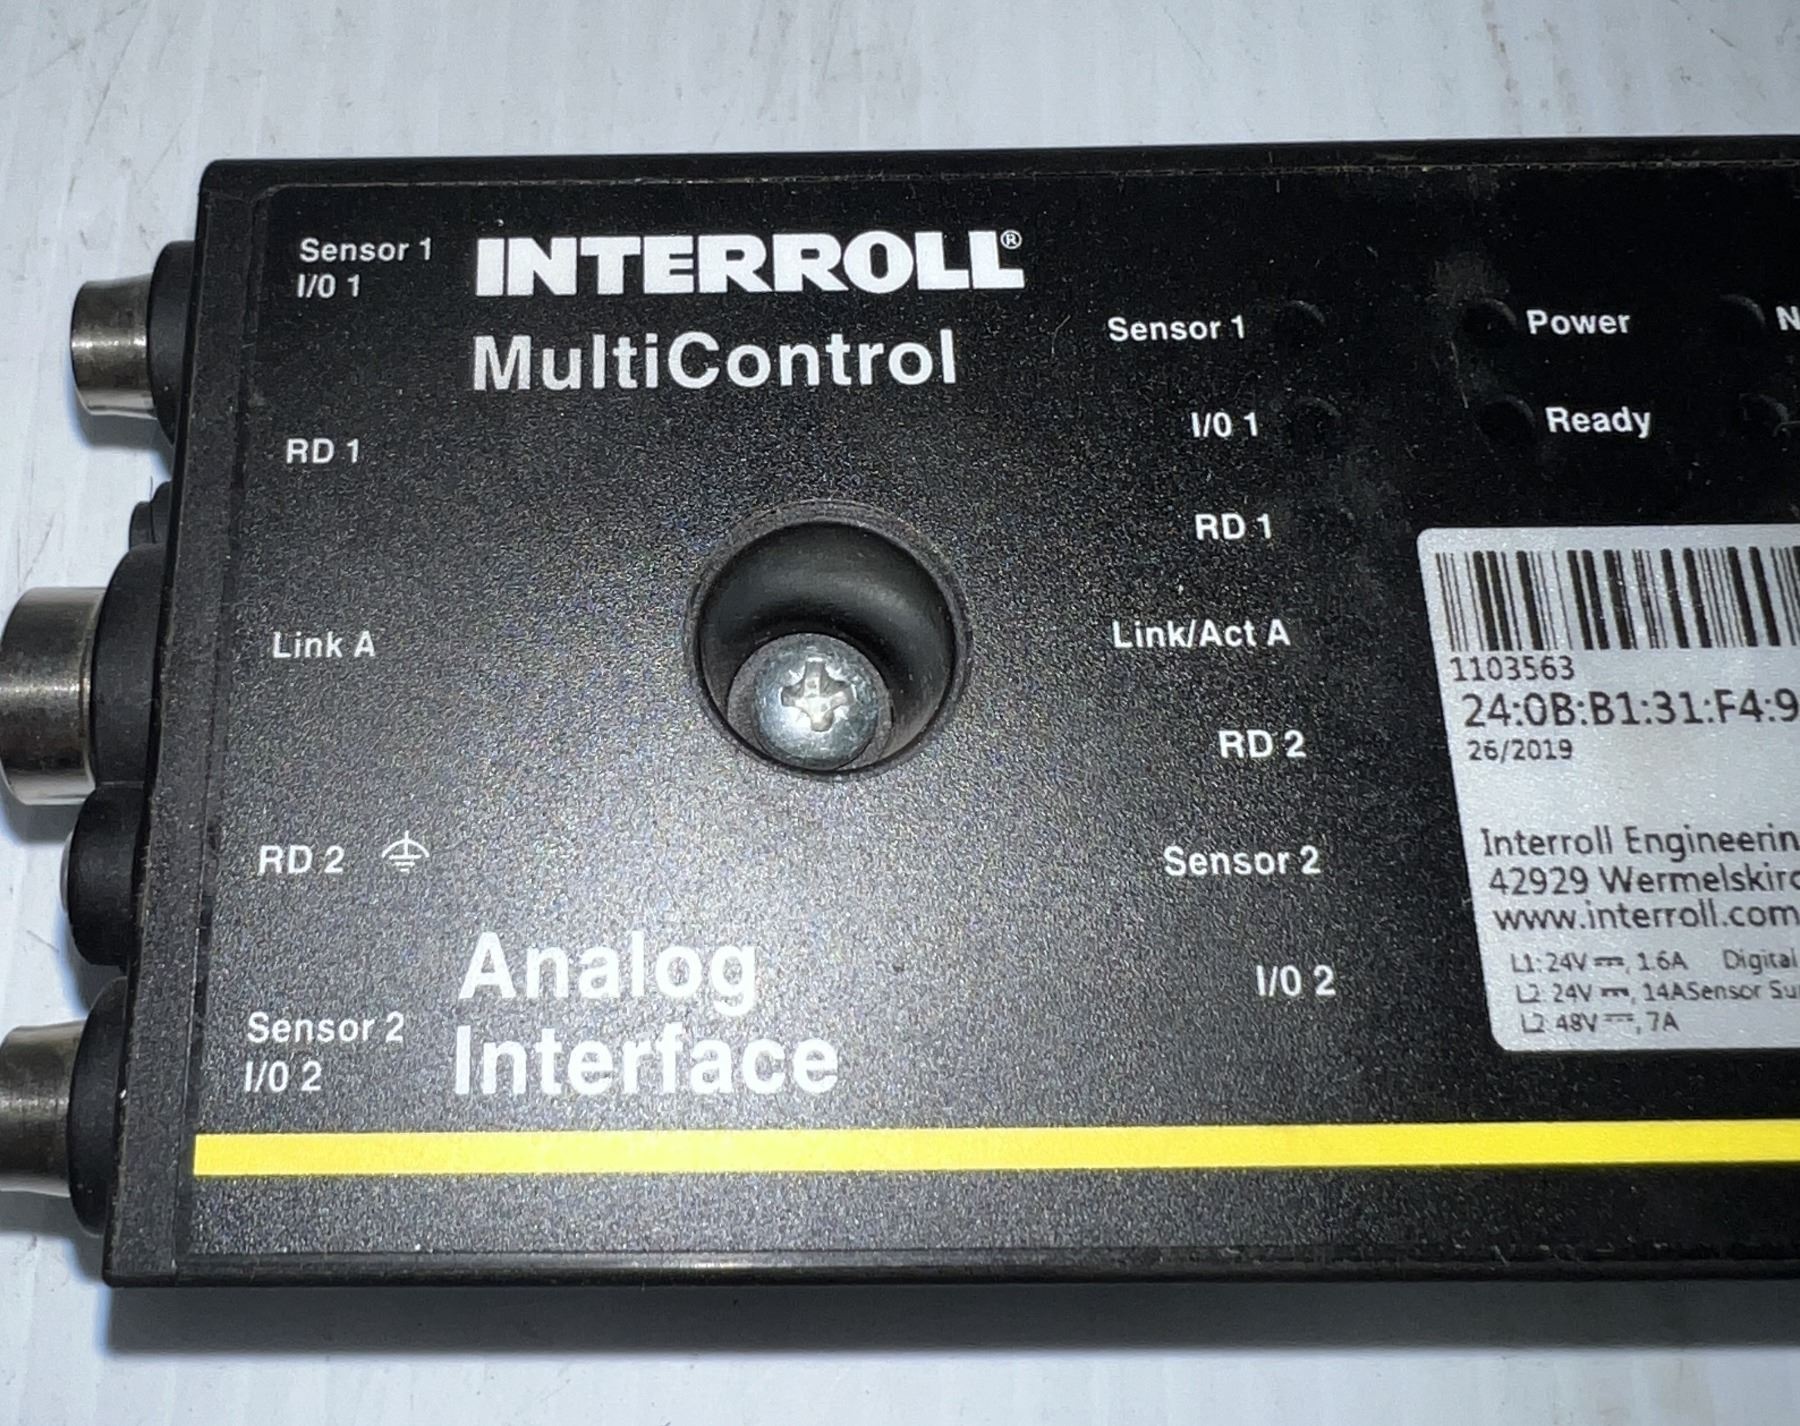 Sensor 1
I/0 1
INTERROLL®
MultiControl
RD 1
Link A
RD 2
Analog
Interface
Sensor 2
I/0 2
Sensor 1
I/0 1
RD 1
Link/Act A
RD 2
Sensor 2
I/0 2
Power
N
Ready
1103563
24:0B:B1:31:F4:9
26/2019
Interroll Engineerin
42929 Wermelskirc
www.interroll.com
L1: 24V ⎓, 1.6A Digital
L2 24V ⎓, 14ASensor Su
L2 48V ⎓, 7A